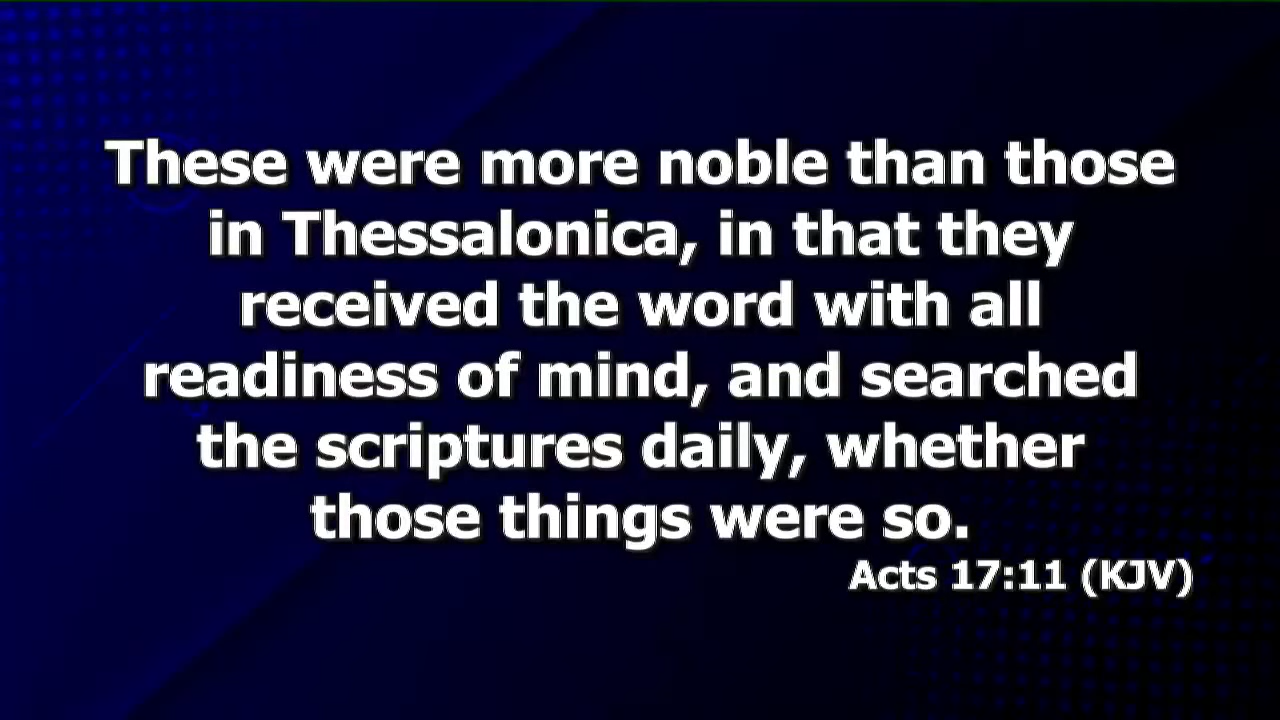 These were more noble than those
in Thessalonica, in that they
received the word with all
readiness of mind, and searched
the scriptures daily, whether
those things were so.
Acts 17:11 (KJV)